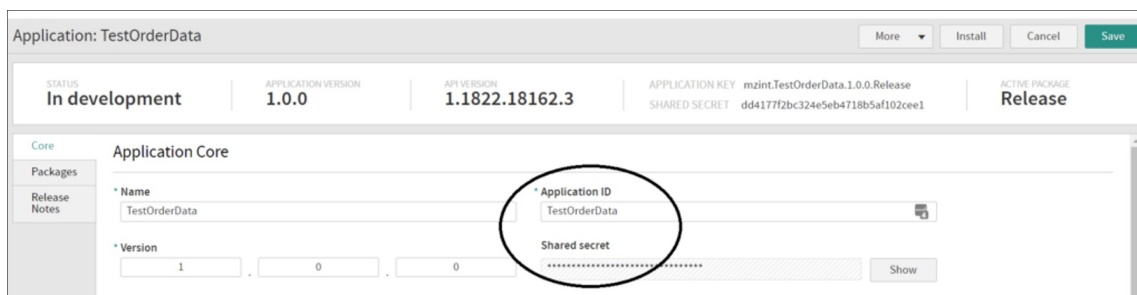 Application: TestOrderData
More Install Cancel Save
STATUS APPLICATION VERSION API VERSION APPLICATION KEY mzint.TestOrderData.1.0.0.Release ACTIVE PACKAGE
In development 1.0.0 1.1822.18162.3 SHARED SECRET dd4177f2bc324e5eb4718b5af102cee1 Release
Core
Packages
Release
Notes
Application Core
* Name
TestOrderData
* Application ID
TestOrderData
* Version
1 . 0 . 0
Shared secret
********************************
Show